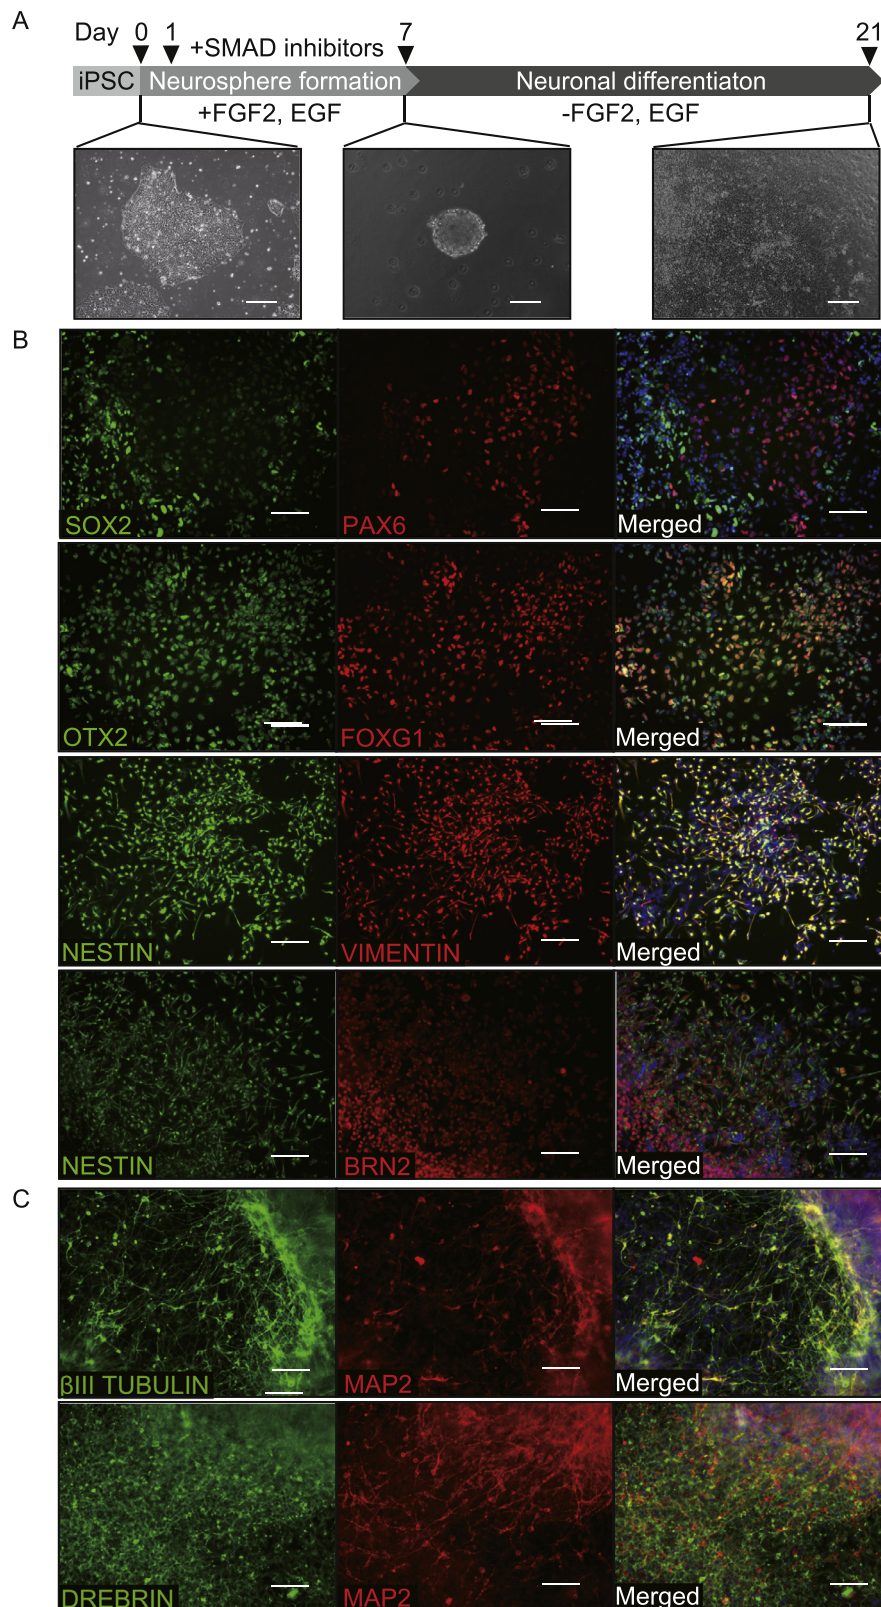 A
Day 0 1 +SMAD inhibitors 7 21
iPSC Neurosphere formation Neuronal differentiaton
+FGF2, EGF -FGF2, EGF
B
SOX2 PAX6 Merged
OTX2 FOXG1 Merged
NESTIN VIMENTIN Merged
NESTIN BRN2 Merged
C
βIII TUBULIN MAP2 Merged
DREBRIN MAP2 Merged